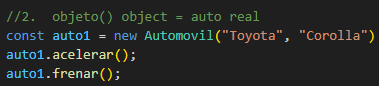 //2.  objeto() object = auto real
const auto1 = new Automovil("Toyota", "Corolla")
auto1.acelerar();
auto1.frenar();